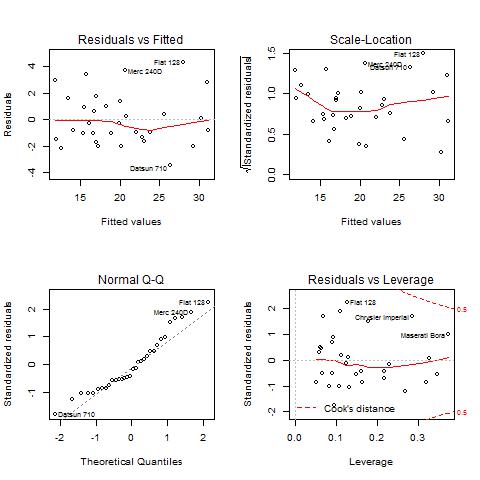 Residuals vs Fitted
Residuals
-4 -2 0 2 4
Fiat 128
Merc 240D
Datsun 710
15 20 25 30
Fitted values
Scale-Location
√|Standardized residuals|
0.0 0.5 1.0 1.5
Fiat 128
Merc 240D
Datsun 710
15 20 25 30
Fitted values
Normal Q-Q
Standardized residuals
-1 0 1 2
Fiat 128
Merc 240D
Datsun 710
-2 -1 0 1 2
Theoretical Quantiles
Residuals vs Leverage
Standardized residuals
-2 -1 0 1 2
Fiat 128
Chrysler Imperial
Maserati Bora
0.5
0.5
Cook's distance
0.0 0.1 0.2 0.3
Leverage